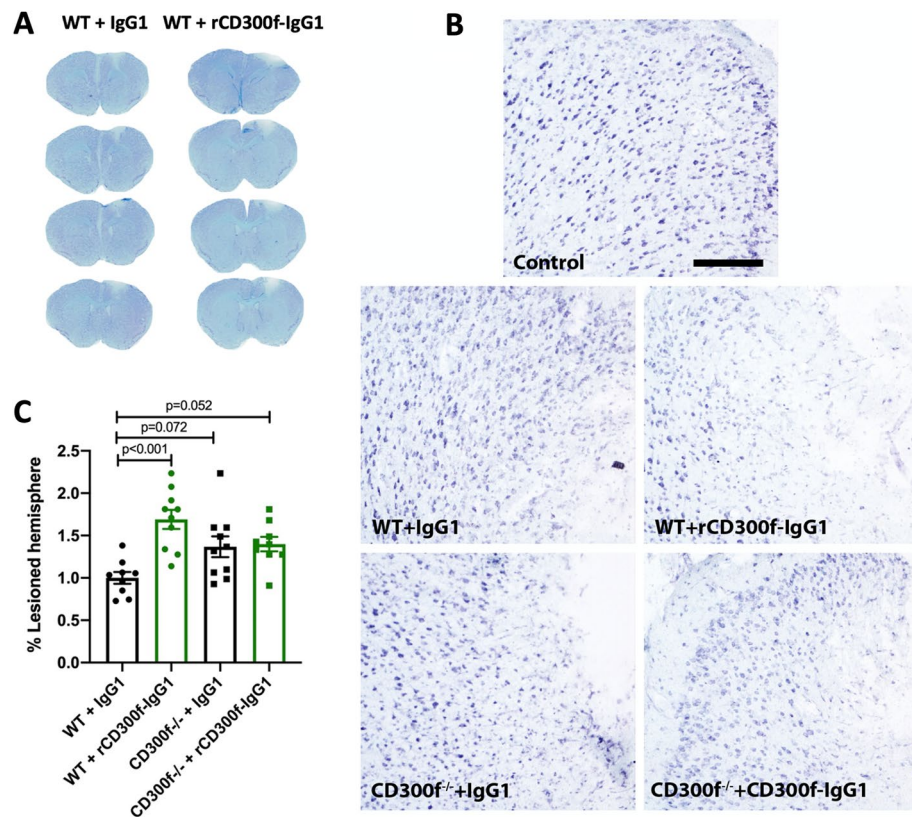 A
WT + IgG1 WT + rCD300f-IgG1
B
Control
WT+IgG1
WT+rCD300f-IgG1
CD300f-/-+IgG1
CD300f-/-+CD300f-IgG1
C
p=0.052
p=0.072
p<0.001
% Lesioned hemisphere
2.5
2.0
1.5
1.0
0.5
0.0
WT + IgG1
WT + rCD300f-IgG1
CD300f-/- + IgG1
CD300f-/- + rCD300f-IgG1